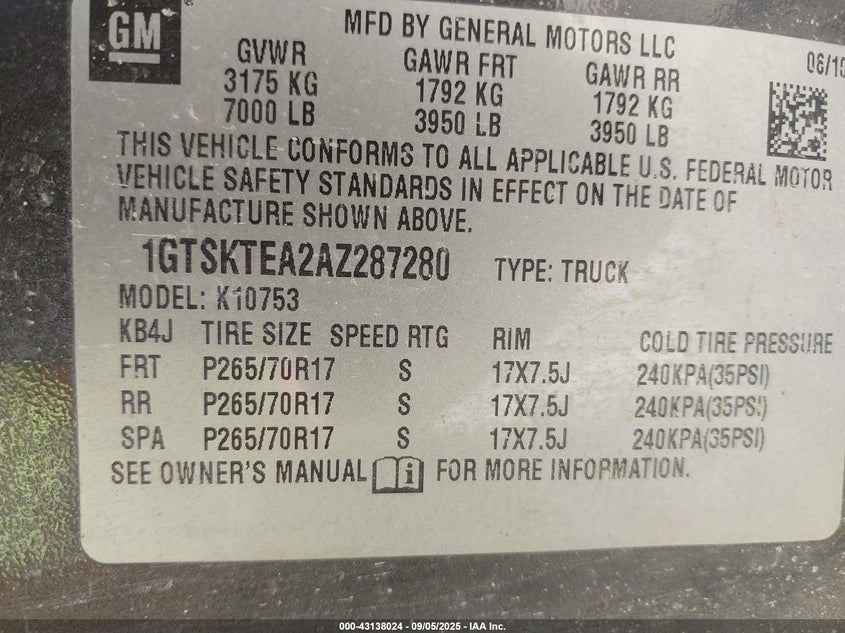 GM
MFD BY GENERAL MOTORS LLC
06/10
GVWR GAWR FRT GAWR RR
3175 KG 1792 KG 1792 KG
7000 LB 3950 LB 3950 LB
THIS VEHICLE CONFORMS TO ALL APPLICABLE U.S. FEDERAL MOTOR
VEHICLE SAFETY STANDARDS IN EFFECT ON THE DATE OF
MANUFACTURE SHOWN ABOVE.
1GTSKTEA2AZ287280 TYPE: TRUCK
MODEL: K10753
KB4J TIRE SIZE SPEED RTG RIM COLD TIRE PRESSURE
FRT P265/70R17 S 17X7.5J 240KPA(35PSI)
RR P265/70R17 S 17X7.5J 240KPA(35PSI)
SPA P265/70R17 S 17X7.5J 240KPA(35PSI)
SEE OWNER'S MANUAL i FOR MORE INFORMATION.
000-43138024 - 09/05/2025 - IAA Inc.